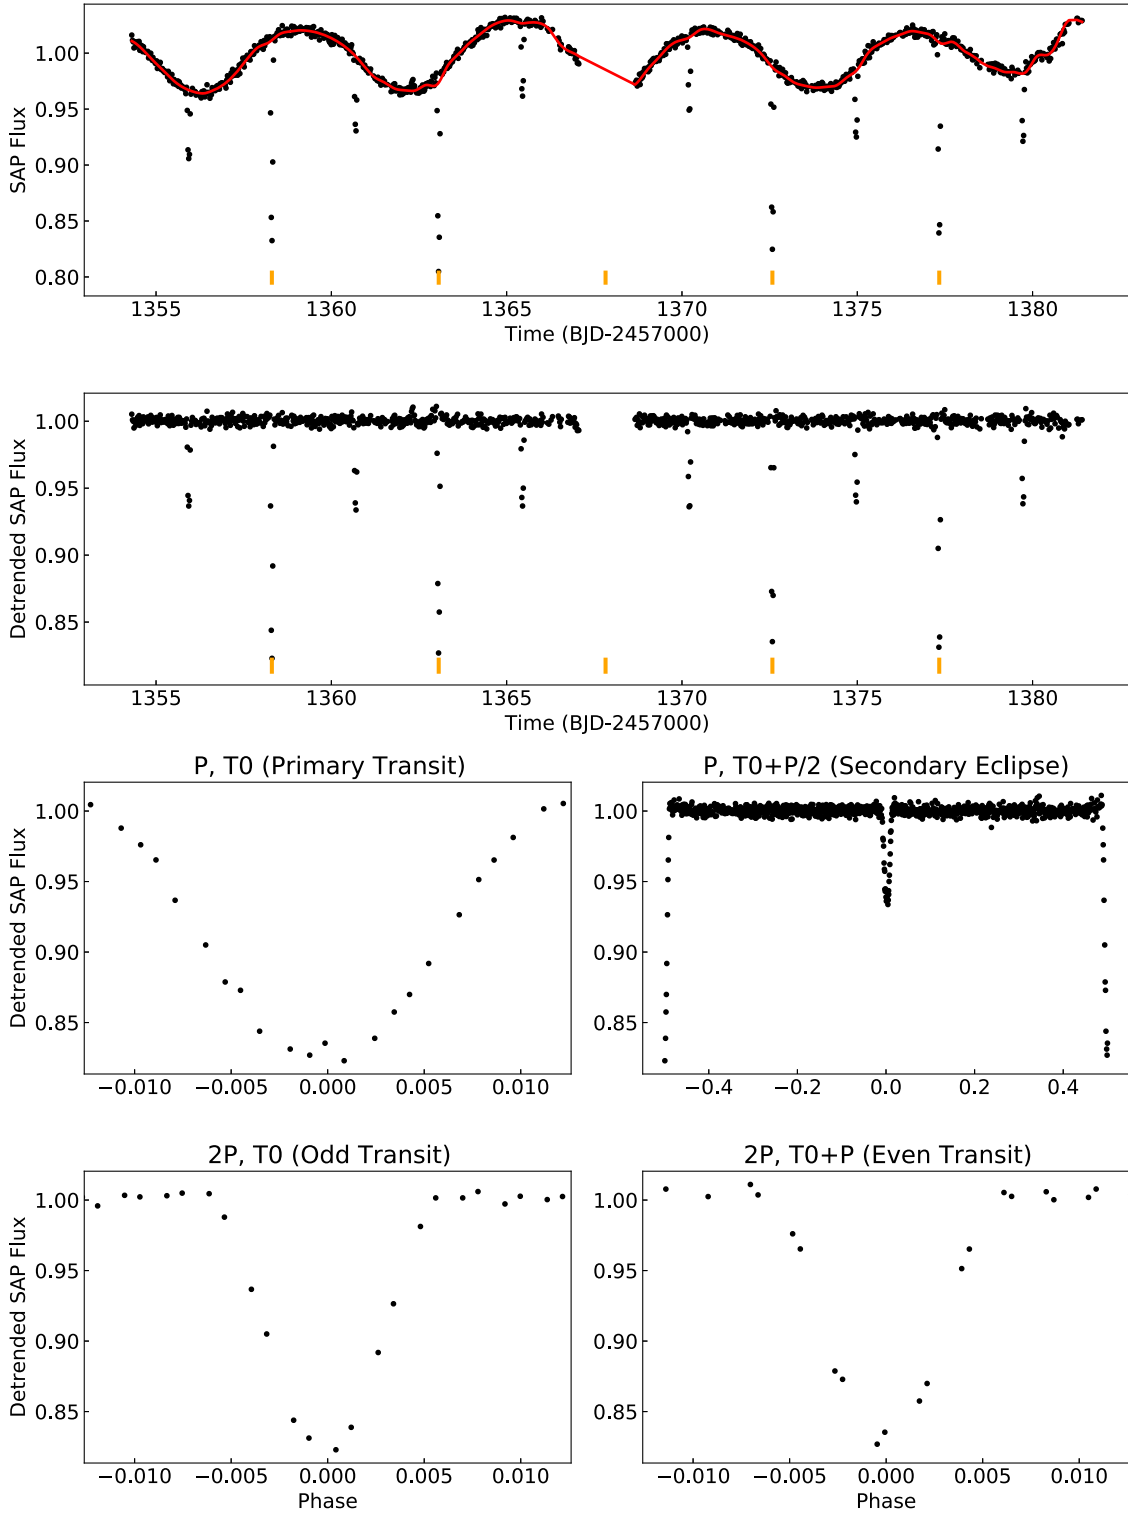 SAP Flux
1.00
0.95
0.90
0.85
0.80
1355 1360 1365 1370 1375 1380
Time (BJD-2457000)
Detrended SAP Flux
1.00
0.95
0.90
0.85
1355 1360 1365 1370 1375 1380
Time (BJD-2457000)
P, T0 (Primary Transit)
Detrended SAP Flux
1.00
0.95
0.90
0.85
−0.010 −0.005 0.000 0.005 0.010
P, T0+P/2 (Secondary Eclipse)
1.00
0.95
0.90
0.85
−0.4 −0.2 0.0 0.2 0.4
2P, T0 (Odd Transit)
Detrended SAP Flux
1.00
0.95
0.90
0.85
−0.010 −0.005 0.000 0.005 0.010
Phase
2P, T0+P (Even Transit)
1.00
0.95
0.90
0.85
−0.010 −0.005 0.000 0.005 0.010
Phase